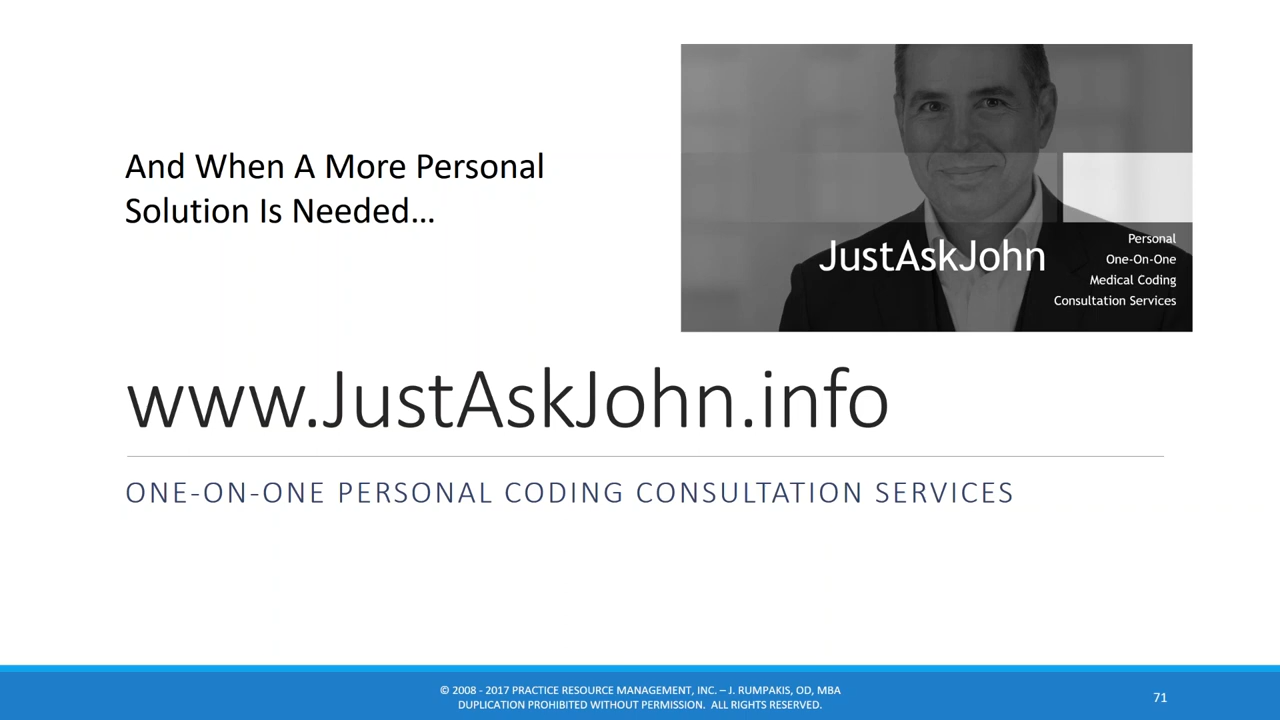 And When A More Personal
Solution Is Needed…
JustAskJohn
Personal
One-On-One
Medical Coding
Consultation Services
www.JustAskJohn.info
ONE-ON-ONE PERSONAL CODING CONSULTATION SERVICES
© 2008 - 2017 PRACTICE RESOURCE MANAGEMENT, INC. – J. RUMPAKIS, OD, MBA
DUPLICATION PROHIBITED WITHOUT PERMISSION. ALL RIGHTS RESERVED.
71